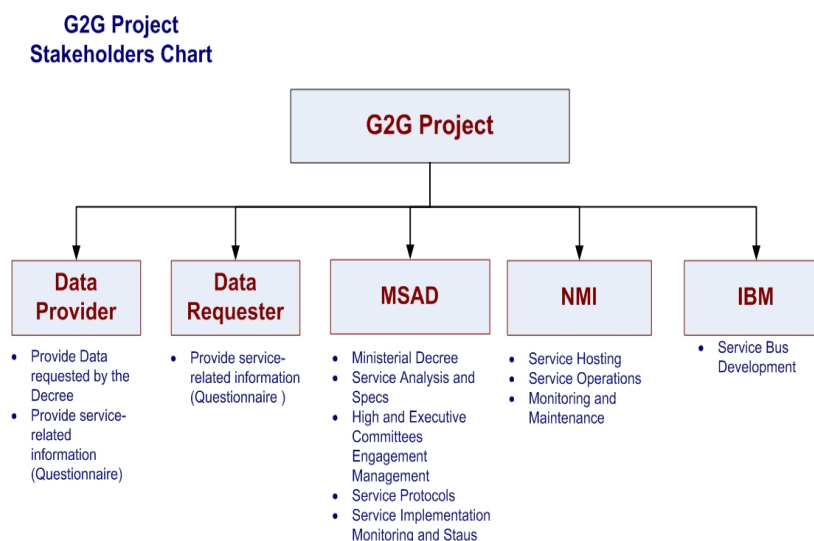 G2G Project
Stakeholders Chart
G2G Project
Data
Provider
Data
Requester
MSAD
NMI
IBM
• Provide Data
requested by the
Decree
• Provide service-
related
information
(Questionnaire)
• Provide service-
related information
(Questionnaire )
• Ministerial Decree
• Service Analysis and
Specs
• High and Executive
Committees
Engagement
Management
• Service Protocols
• Service Implementation
Monitoring and Staus
• Service Hosting
• Service Operations
• Monitoring and
Maintenance
• Service Bus
Development